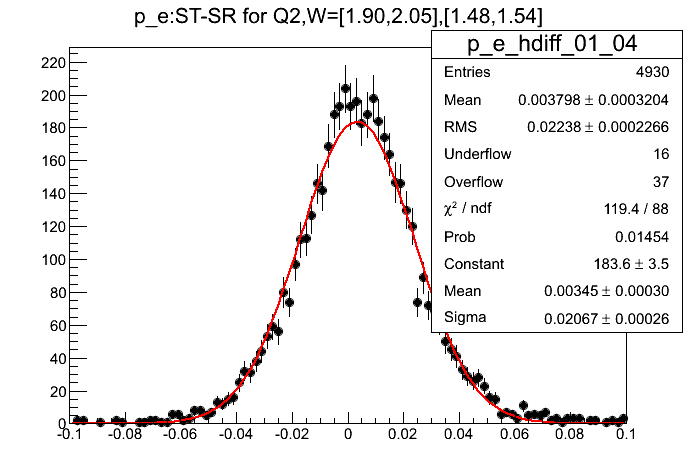 p_e:ST-SR for Q2,W=[1.90,2.05],[1.48,1.54]
p_e_hdiff_01_04
Entries 4930
Mean 0.003798 ± 0.0003204
RMS 0.02238 ± 0.0002266
Underflow 16
Overflow 37
χ² / ndf 119.4 / 88
Prob 0.01454
Constant 183.6 ± 3.5
Mean 0.00345 ± 0.00030
Sigma 0.02067 ± 0.00026
220
200
180
160
140
120
100
80
60
40
20
0
-0.1 -0.08 -0.06 -0.04 -0.02 0 0.02 0.04 0.06 0.08 0.1